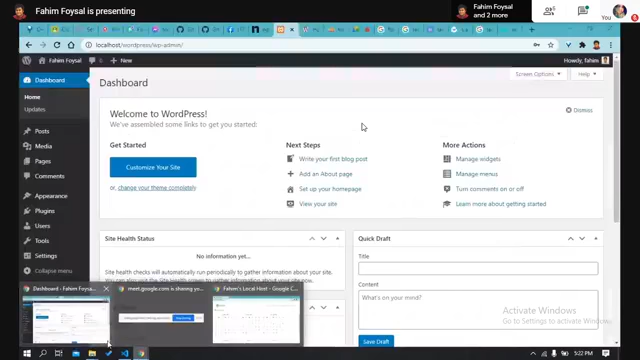 Fahim Foysal is presenting
Fahim Foysal
and 2 more
You
localhost/wordpress/wp-admin/
Fahim Foysal
0
New
Howdy, fahim
Dashboard
Home
Updates
Posts
Media
Pages
Comments
Appearance
Plugins
Users
Tools
Settings
Collapse menu
Dashboard
Screen Options
Help
Welcome to WordPress!
We've assembled some links to get you started:
Dismiss
Get Started
Customize Your Site
or, change your theme completely
Next Steps
Write your first blog post
Add an About page
Set up your homepage
View your site
More Actions
Manage widgets
Manage menus
Turn comments on or off
Learn more about getting started
Site Health Status
No information yet...
Site health checks will automatically run periodically to gather information about your site.
Quick Draft
Title
Content
What's on your mind?
Save Draft
Dashboard - Fahim Foysa...
meet.google.com is sharing yo...
Fahim's Local Host - Google C...
Activate Windows
Go to Settings to activate Windows.
5:22 PM